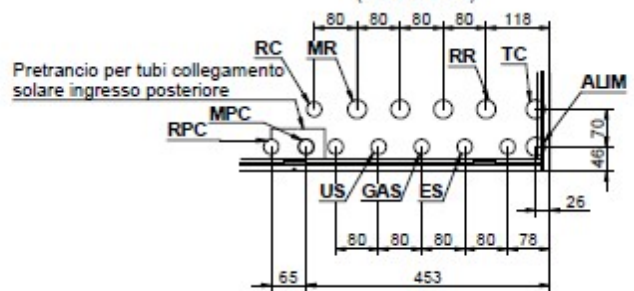 80 80 80 80 118
RC MR RR TC
ALIM
Pretrancio per tubi collegamento
solare ingresso posteriore
MPC
RPC
70
46
US GAS ES
26
80 80 80 80 78
65 453